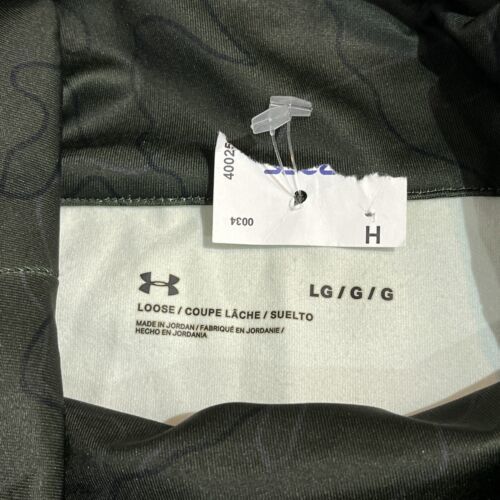 40025
0034
H
LG / G / G
LOOSE / COUPE LÂCHE / SUELTO
MADE IN JORDAN / FABRIQUÉ EN JORDANIE /
HECHO EN JORDANIA